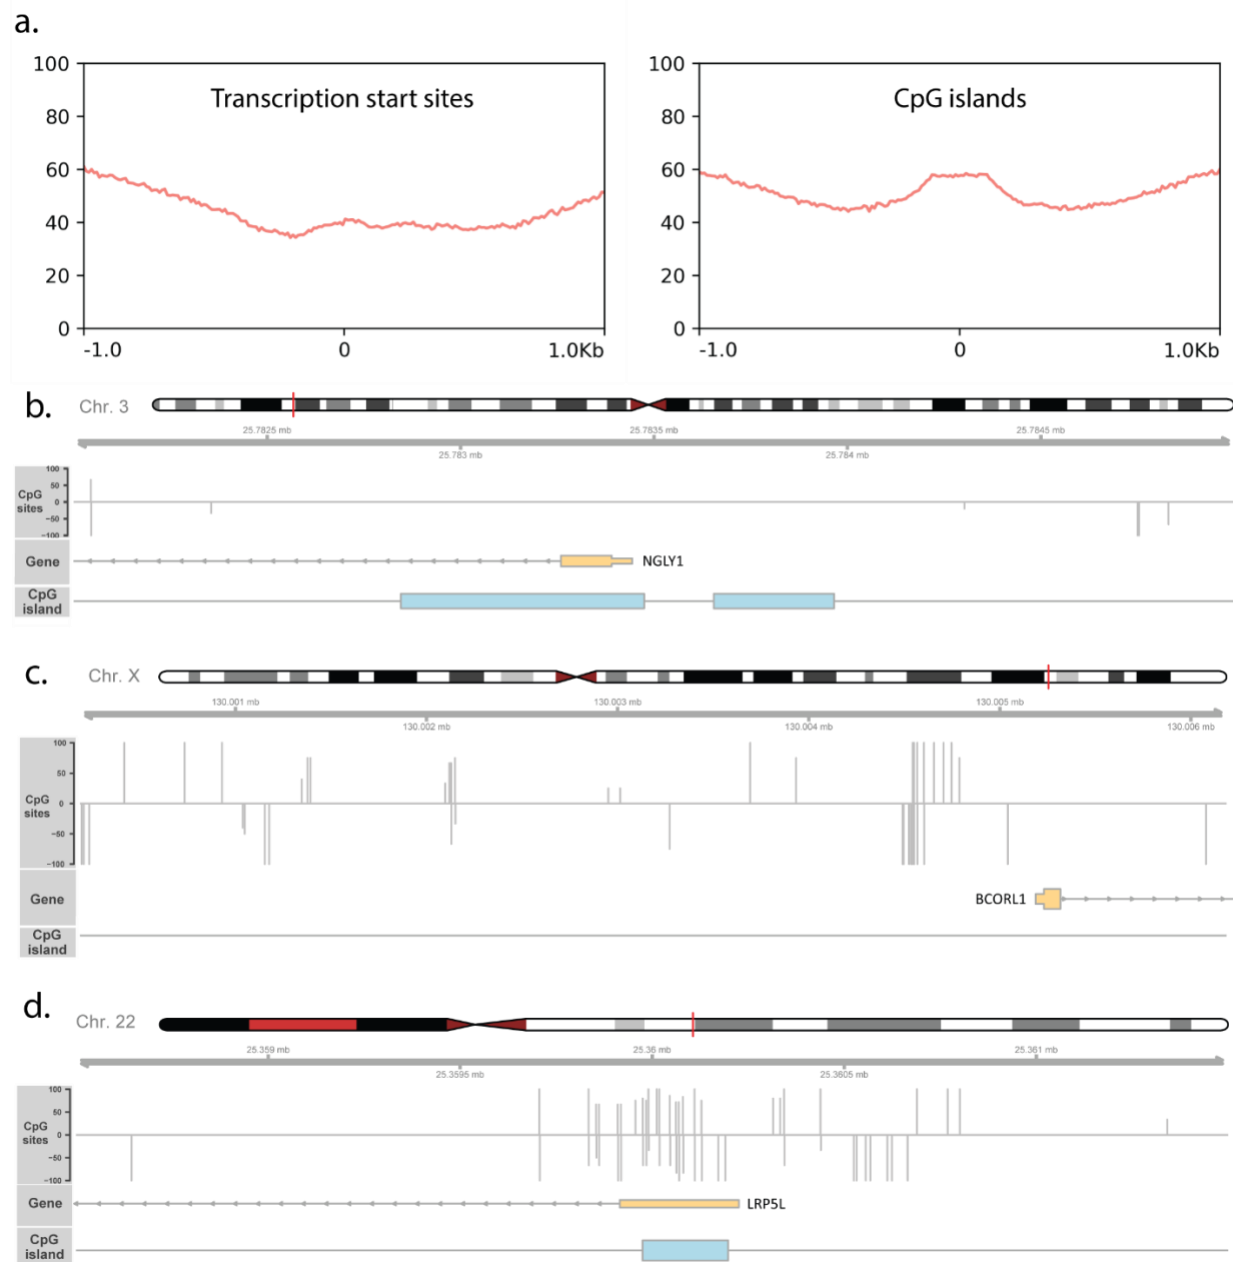 a.
Transcription start sites
100
80
60
40
20
0
-1.0 0 1.0Kb
CpG islands
100
80
60
40
20
0
-1.0 0 1.0Kb
b.
Chr. 3
25.7825 mb 25.7835 mb 25.7845 mb
25.783 mb 25.784 mb
CpG sites
100
50
0
−50
−100
Gene
NGLY1
CpG island
c.
Chr. X
130.001 mb 130.003 mb 130.005 mb
130.002 mb 130.004 mb 130.006 mb
CpG sites
100
50
0
−50
−100
Gene
BCORL1
CpG island
d.
Chr. 22
25.359 mb 25.36 mb 25.361 mb
25.3595 mb 25.3605 mb
CpG sites
100
50
0
−50
−100
Gene
LRP5L
CpG island